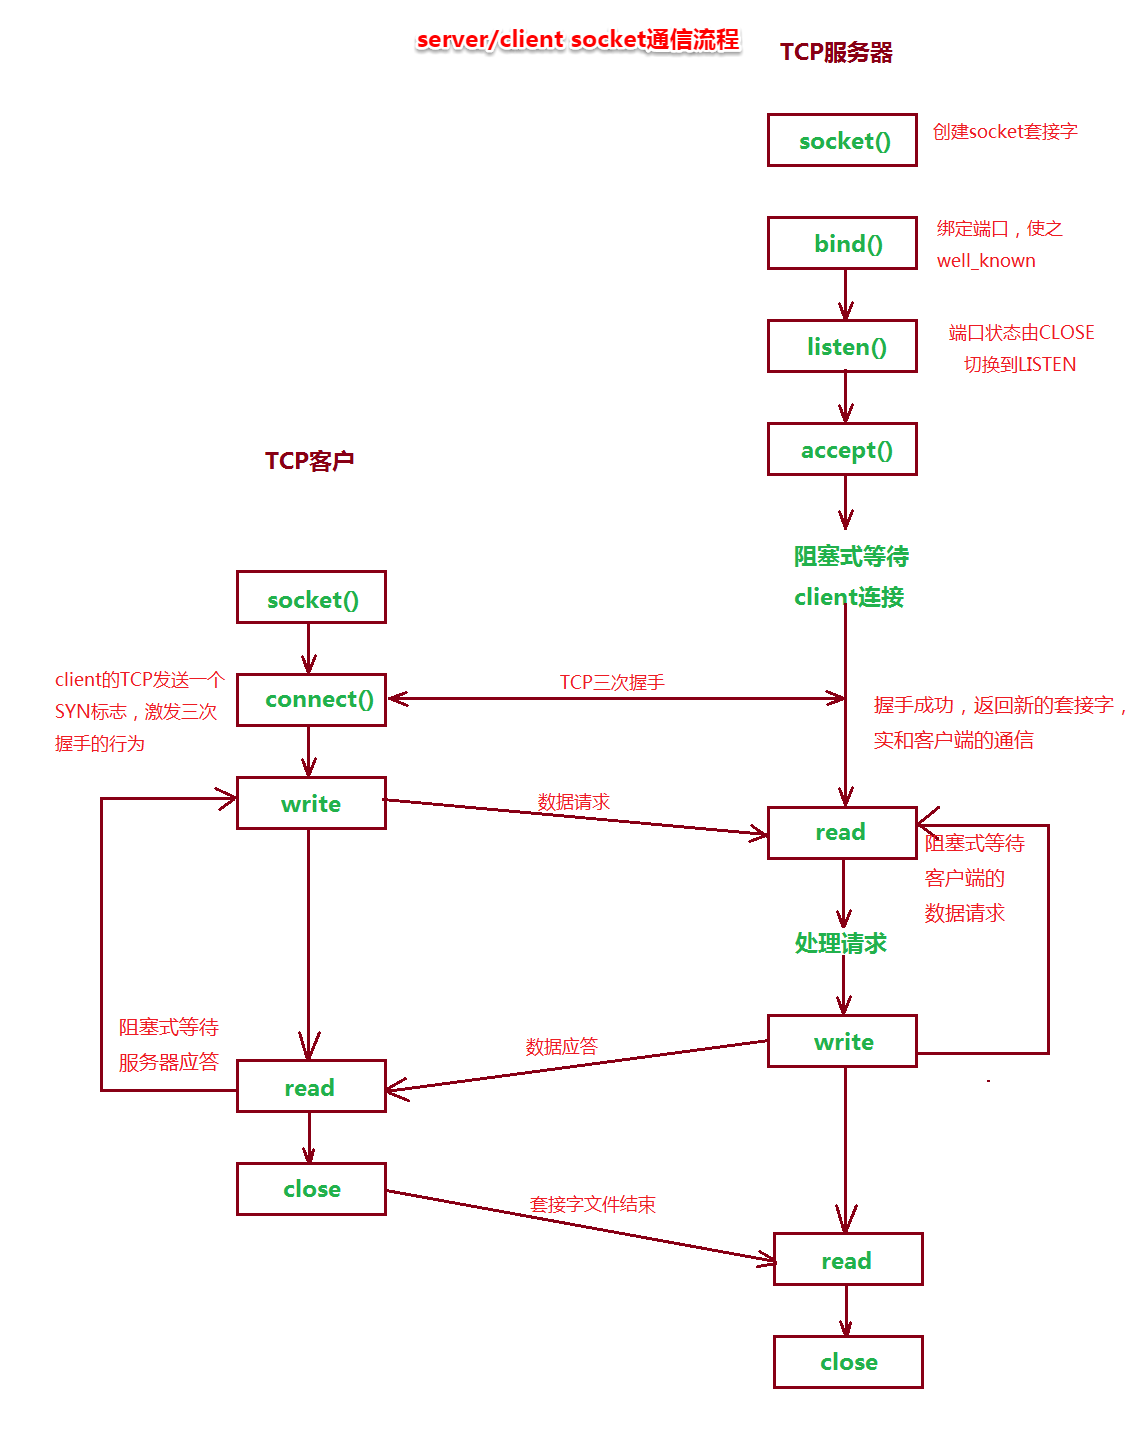 server/client socket通信流程
TCP服务器
socket()
创建socket套接字
bind()
绑定端口，使之
well_known
listen()
端口状态由CLOSE
切换到LISTEN
accept()
TCP客户
阻塞式等待
client连接
socket()
client的TCP发送一个
SYN标志，激发三次
握手的行为
connect()
TCP三次握手
握手成功，返回新的套接字，
实和客户端的通信
write
数据请求
read
阻塞式等待
客户端的
数据请求
处理请求
阻塞式等待
服务器应答
数据应答
write
read
close
套接字文件结束
read
close